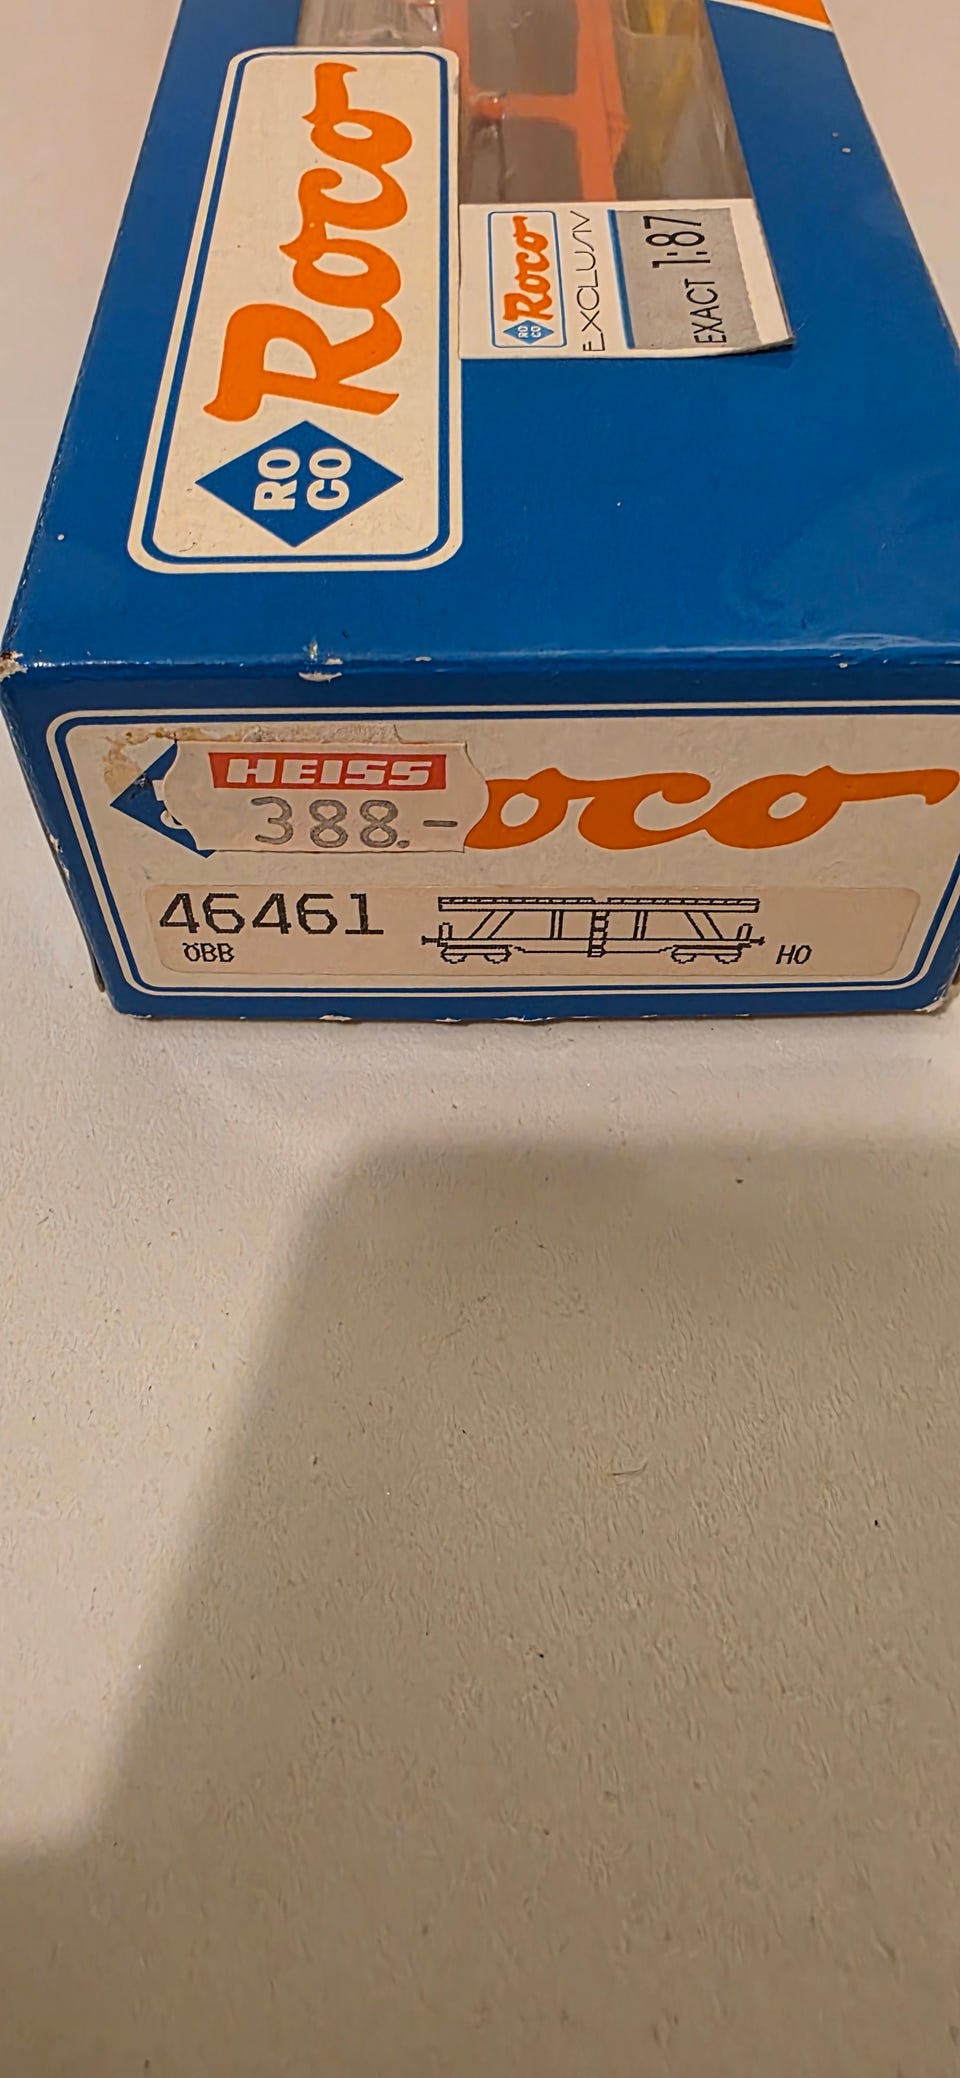 Roco
RO
CO
Roco
RO
CO
EXCLUSIV
EXACT 1:87
HEISS
388.-
oco
46461
ÖBB
HO